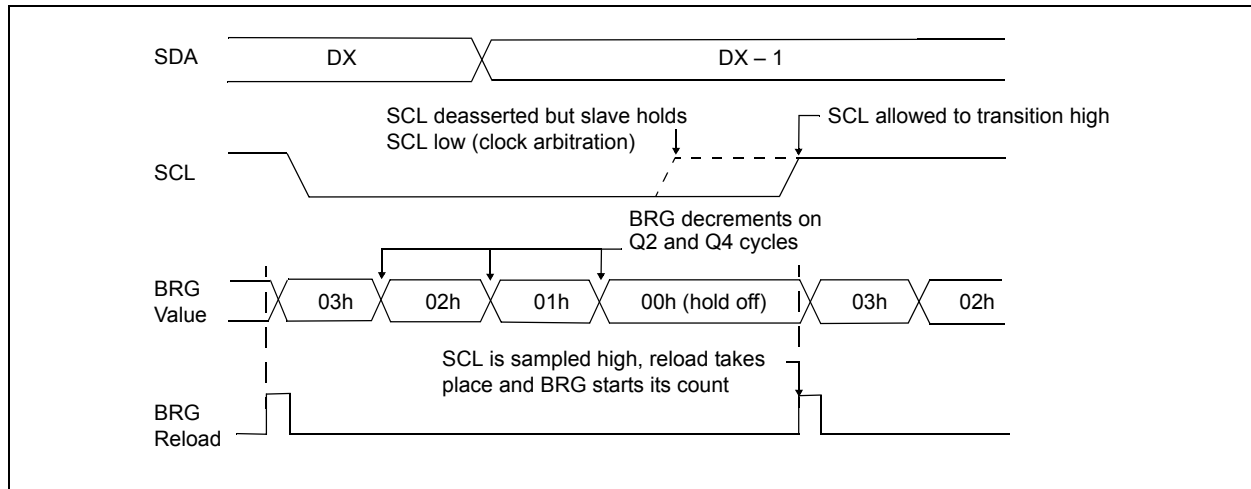 SDA
DX
DX – 1
SCL deasserted but slave holds
SCL low (clock arbitration)
SCL allowed to transition high
SCL
BRG decrements on
Q2 and Q4 cycles
BRG
Value
03h
02h
01h
00h (hold off)
03h
02h
SCL is sampled high, reload takes
place and BRG starts its count
BRG
Reload